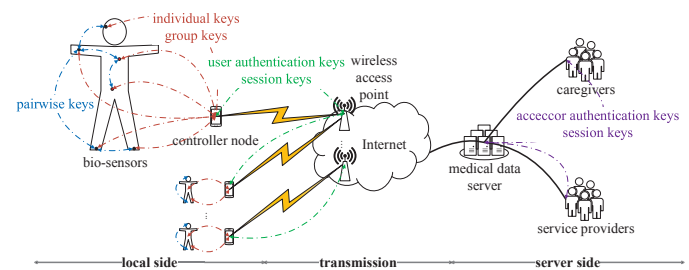 individual keys
group keys
user authentication keys
session keys
wireless
access
point
caregivers
pairwise keys
acceccor authentication keys
session keys
controller node
Internet
bio-sensors
medical data
server
service providers
local side
transmission
server side